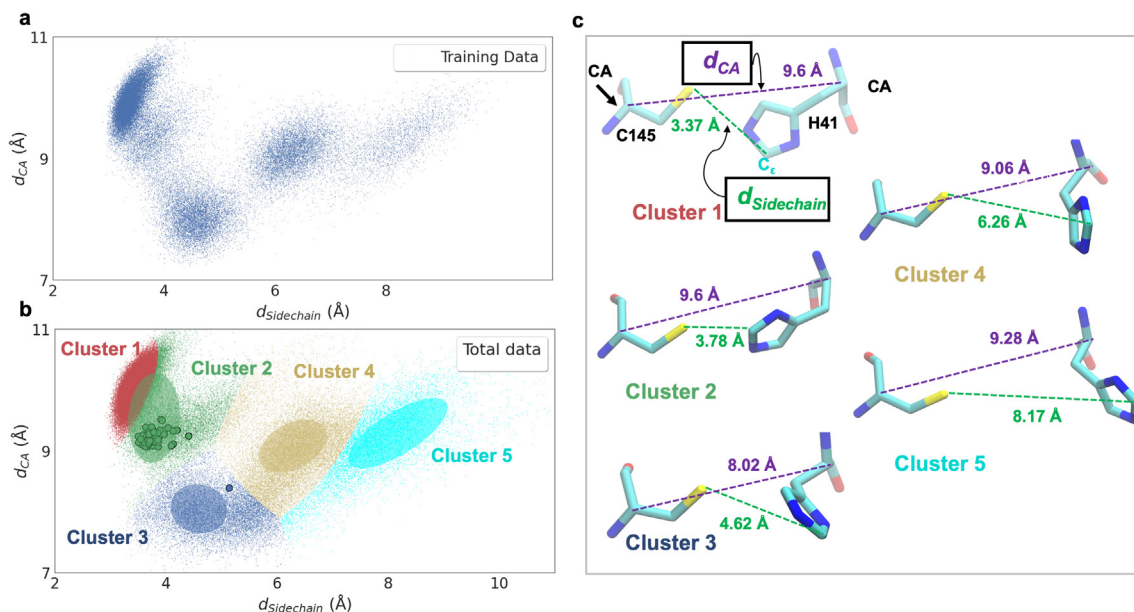 a
11
9
7
d_CA (Å)
Training Data
2
4
6
8
d_Sidechain (Å)
b
11
9
7
d_CA (Å)
Total data
Cluster 1
Cluster 2
Cluster 4
Cluster 5
Cluster 3
2
4
6
8
10
d_Sidechain (Å)
c
d_CA
9.6 Å
CA
CA
C145
3.37 Å
H41
C_ε
d_Sidechain
Cluster 1
9.06 Å
6.26 Å
Cluster 4
9.6 Å
3.78 Å
Cluster 2
9.28 Å
8.17 Å
Cluster 5
8.02 Å
4.62 Å
Cluster 3